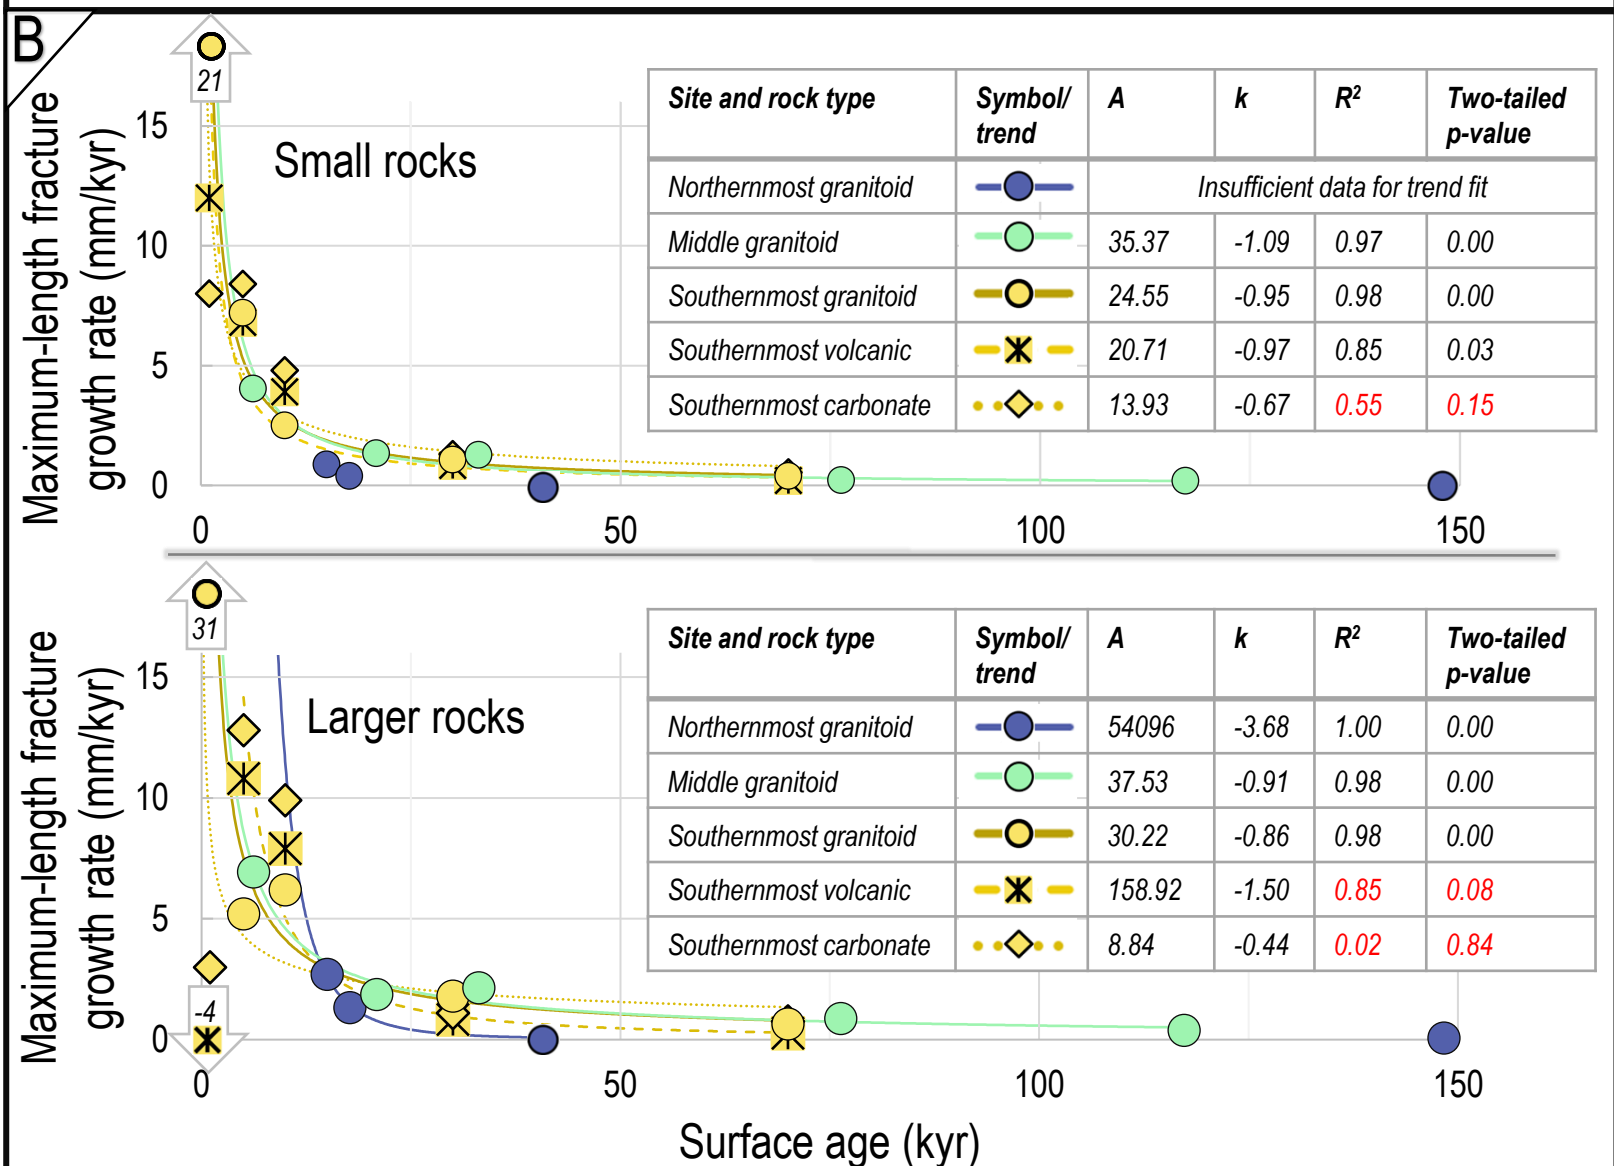 B
21
Maximum-length fracture
growth rate (mm/kyr)
15
10
5
0
Small rocks
Site and rock type Symbol/ trend A k R² Two-tailed p-value
Northernmost granitoid Insufficient data for trend fit
Middle granitoid 35.37 -1.09 0.97 0.00
Southernmost granitoid 24.55 -0.95 0.98 0.00
Southernmost volcanic 20.71 -0.97 0.85 0.03
Southernmost carbonate 13.93 -0.67 0.55 0.15
0 50 100 150
31
Maximum-length fracture
growth rate (mm/kyr)
15
10
5
0
Larger rocks
-4
Site and rock type Symbol/ trend A k R² Two-tailed p-value
Northernmost granitoid 54096 -3.68 1.00 0.00
Middle granitoid 37.53 -0.91 0.98 0.00
Southernmost granitoid 30.22 -0.86 0.98 0.00
Southernmost volcanic 158.92 -1.50 0.85 0.08
Southernmost carbonate 8.84 -0.44 0.02 0.84
0 50 100 150
Surface age (kyr)